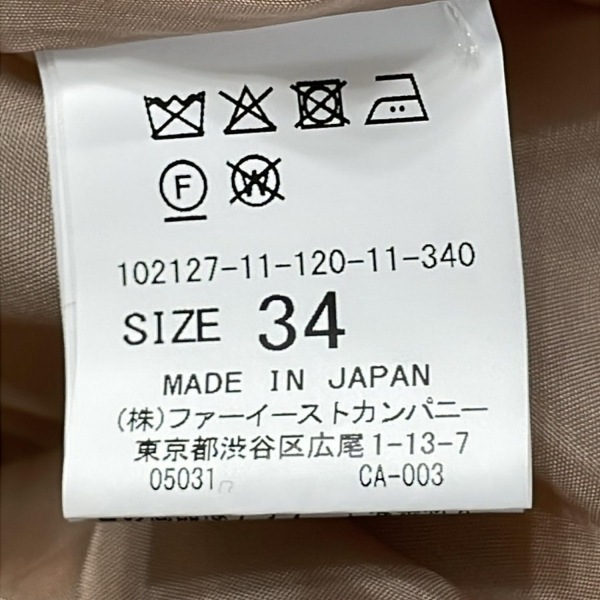 F W
102127-11-120-11-340
SIZE 34
MADE IN JAPAN
(株)ファーイーストカンパニー
東京都渋谷区広尾1-13-7
05031 CA-003